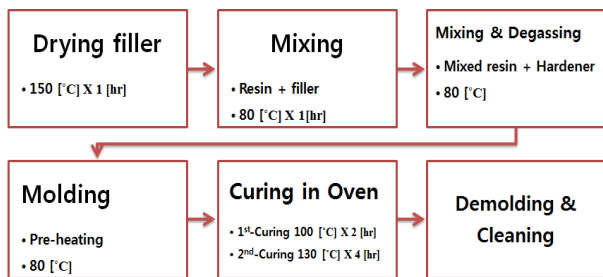 Drying filler
• 150 [°C] X 1 [hr]
Mixing
• Resin + filler
• 80 [°C] X 1[hr]
Mixing & Degassing
• Mixed resin + Hardener
• 80 [°C]
Molding
• Pre-heating
• 80 [°C]
Curing in Oven
• 1st-Curing 100 [°C] X 2 [hr]
• 2nd-Curing 130 [°C] X 4 [hr]
Demolding &
Cleaning